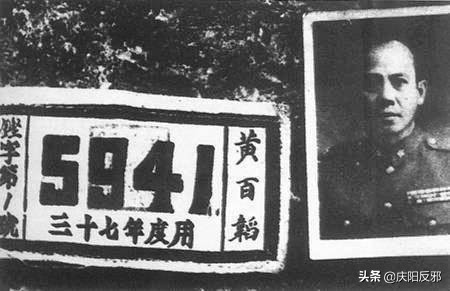 黃百韜
5941
三十七年度用
字第
头条 @庆阳反邪